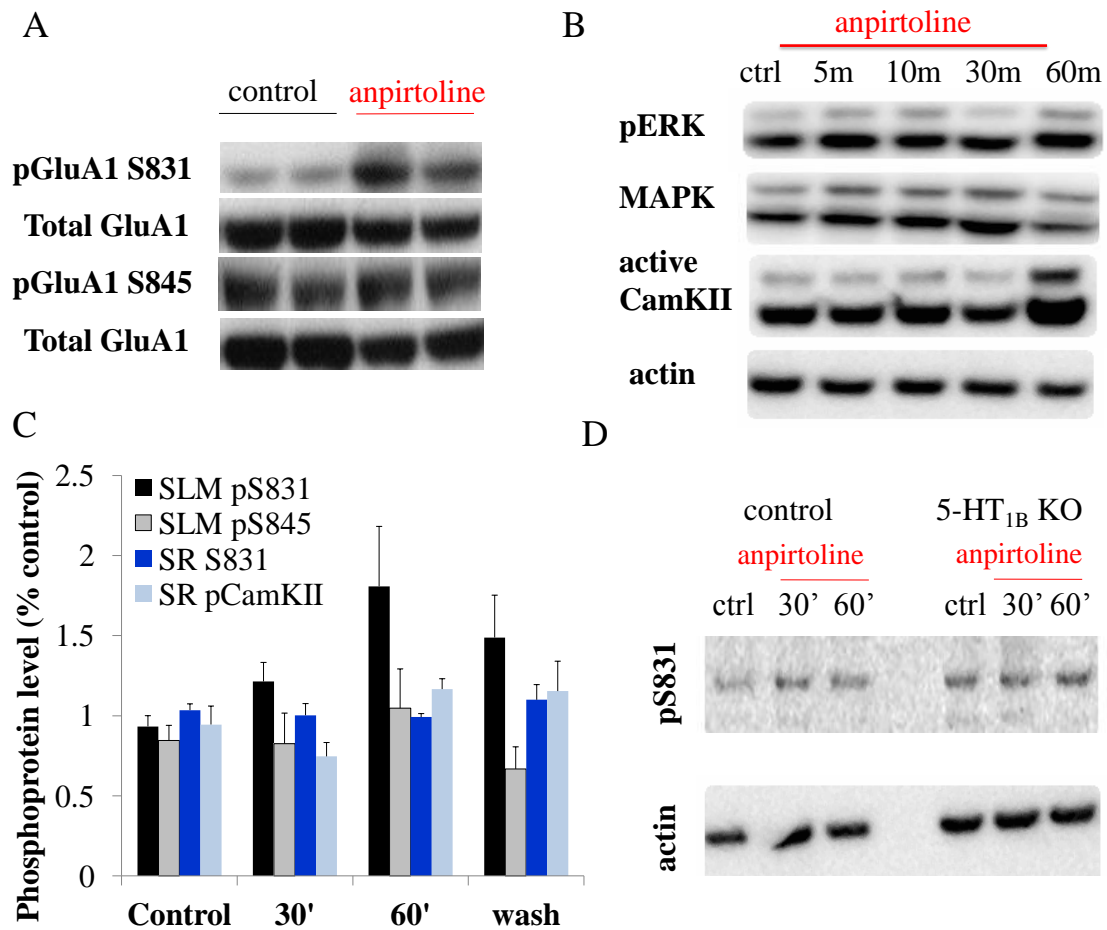 A
control anpirtoline
pGluA1 S831
Total GluA1
pGluA1 S845
Total GluA1
B
anpirtoline
ctrl 5m 10m 30m 60m
pERK
MAPK
active
CamKII
actin
C
Phosphoprotein level (% control)
2.5
2
1.5
1
0.5
0
SLM pS831
SLM pS845
SR S831
SR pCamKII
Control 30' 60' wash
D
control 5-HT1B KO
anpirtoline anpirtoline
ctrl 30’ 60’ ctrl 30’ 60’
pS831
actin